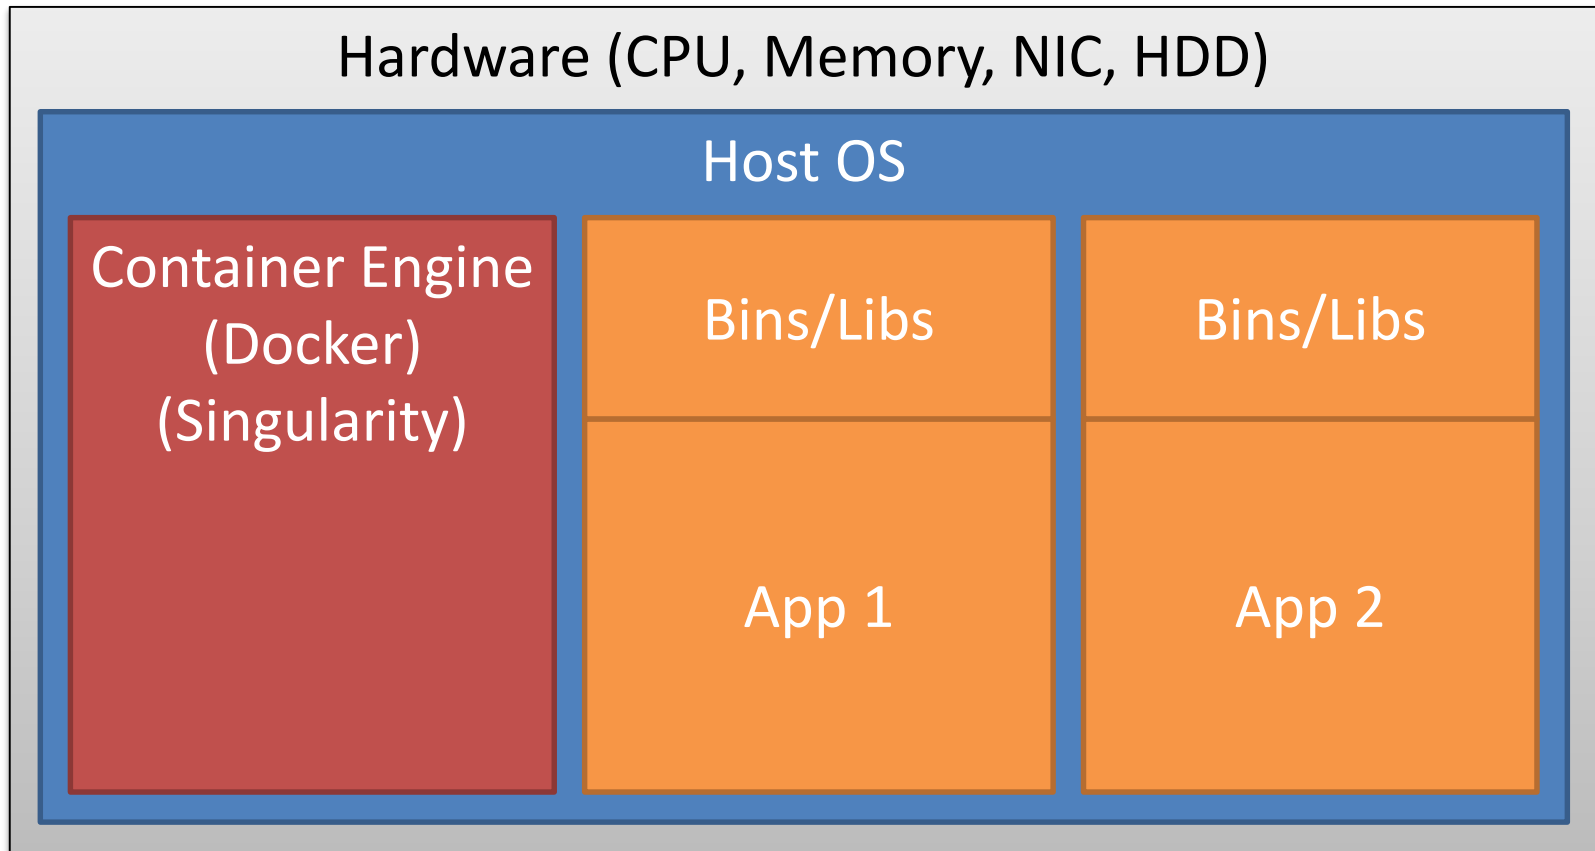 Hardware (CPU, Memory, NIC, HDD)
Host OS
Container Engine
(Docker)
(Singularity)
Bins/Libs
App 1
Bins/Libs
App 2